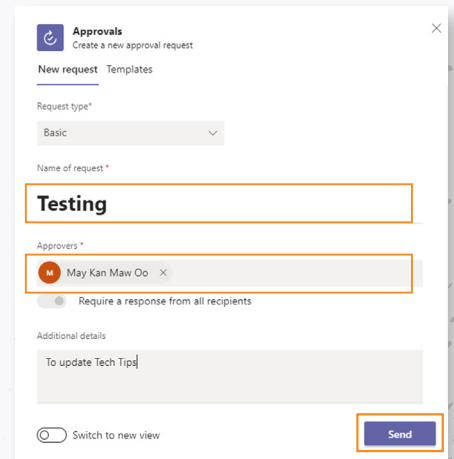 Approvals
Create a new approval request
New request Templates
Request type*
Basic
Name of request *
Testing
Approvers *
M May Kan Maw Oo ×
Require a response from all recipients
Additional details
To update Tech Tips
Switch to new view
Send